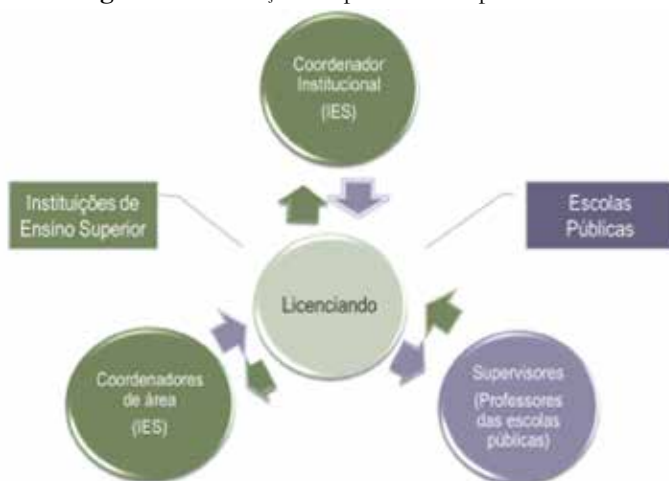 Coordenador
Institucional
(IES)
Instituições de
Ensino Superior
Escolas
Públicas
Licenciando
Coordenadores
de área
(IES)
Supervisores
(Professores
das escolas
públicas)